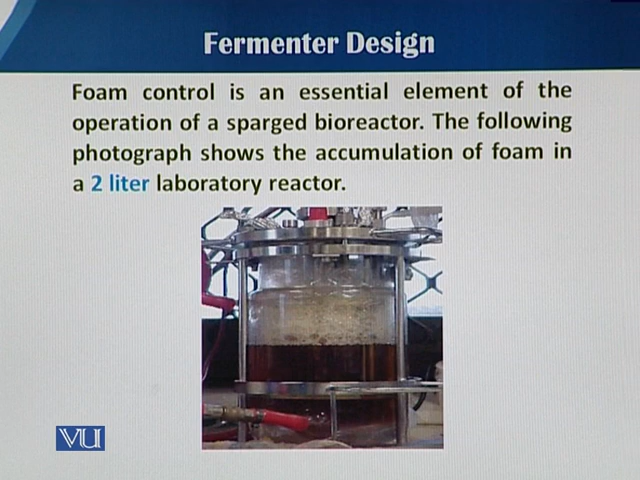 Fermenter Design
Foam control is an essential element of the
operation of a sparged bioreactor. The following
photograph shows the accumulation of foam in
a 2 liter laboratory reactor.
VU